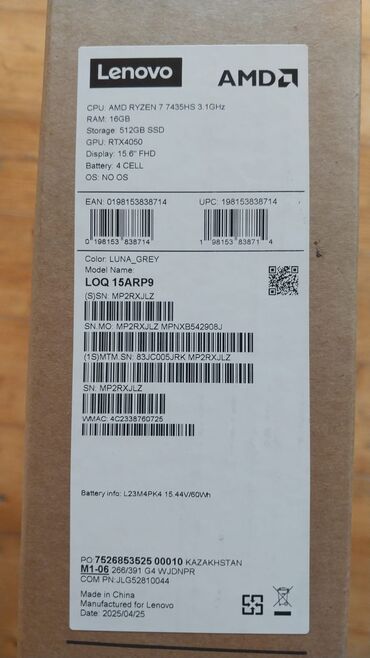 Lenovo
AMD
CPU: AMD RYZEN 7 7435HS 3.1GHz
RAM: 16GB
Storage: 512GB SSD
GPU: RTX4050
Display: 15.6" FHD
Battery: 4 CELL
OS: NO OS
EAN: 0198153838714
UPC: 198153838714
0 198153 838714
1 98153 83871 4
Color: LUNA_GREY
Model Name:
LOQ 15ARP9
(S)SN: MP2RXJLZ
SN.MO: MP2RXJLZ MPNXB542908J
(1S)MTM.SN: 83JC005JRK MP2RXJLZ
SN: MP2RXJLZ
WMAC: 4C2338760725
Battery info: L23M4PK4 15.44V/60Wh
PO:7526853525 00010 KAZAKHSTAN
M1-06 266/391 G4 WJDNPR
COM PN:JLG52810044
Made in China
Manufactured for Lenovo
Date: 2025/04/25